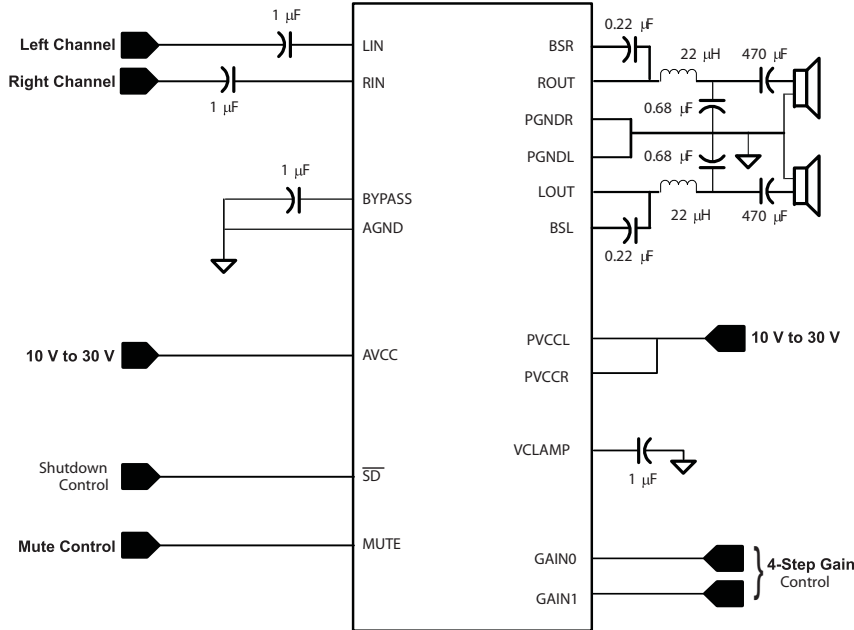 1 μF
Left Channel
LIN
Right Channel
RIN
1 μF
1 μF
BYPASS
AGND
10 V to 30 V
AVCC
Shutdown
Control
SD
Mute Control
MUTE
0.22 μF
BSR
22 μH
470 μF
ROUT
0.68 μF
PGNDR
PGNDL
0.68 μF
LOUT
22 μH
470 μF
BSL
0.22 μF
PVCCL
10 V to 30 V
PVCCR
VCLAMP
1 μF
GAIN0
4-Step Gain
Control
GAIN1